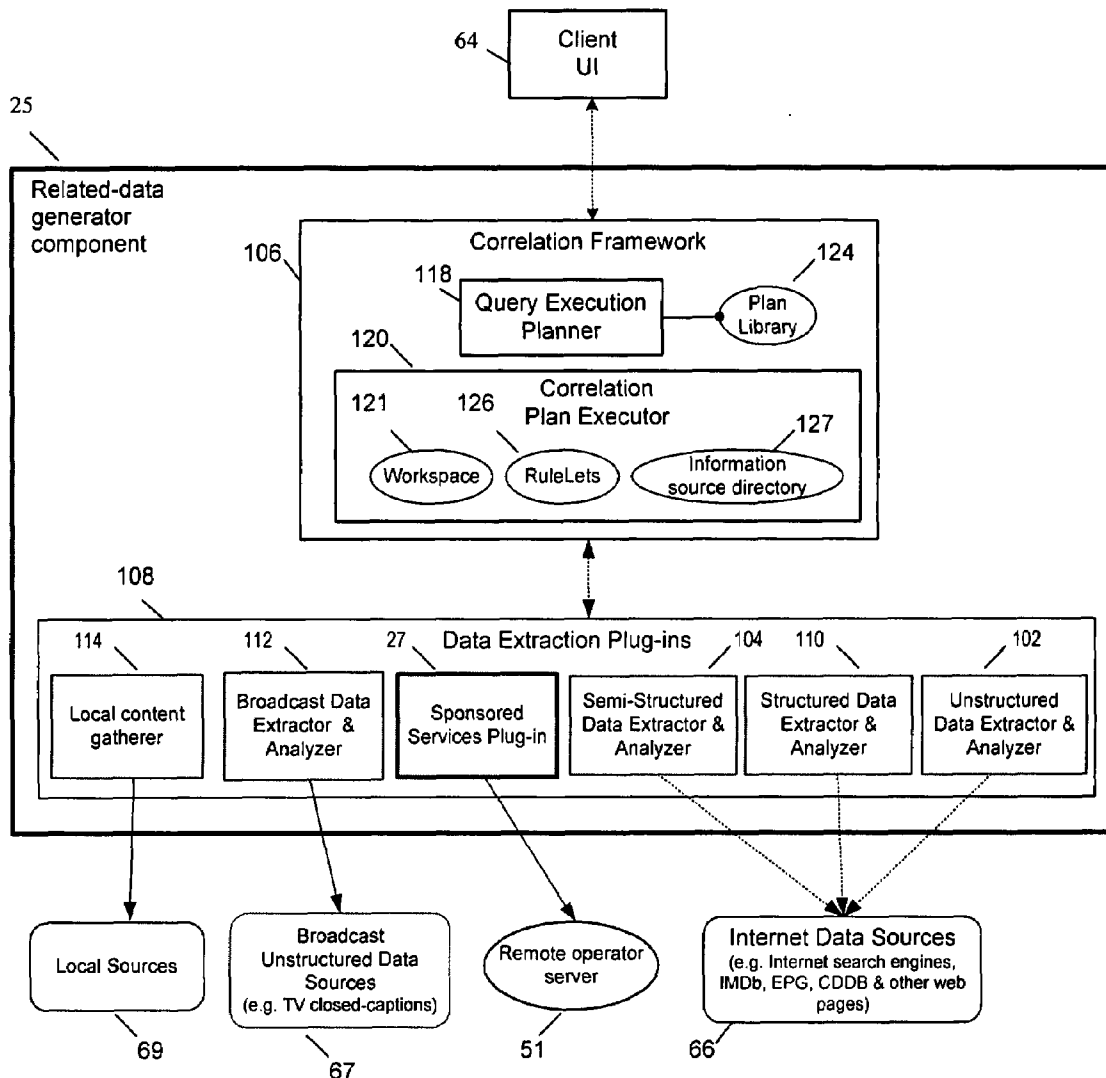 64
Client
UI
25
Related-data
generator
component
106
Correlation Framework
118
Query Execution
Planner
124
Plan
Library
120
Correlation
Plan Executor
121
126
127
Workspace
RuleLets
Information
source directory
108
Data Extraction Plug-ins
114
112
27
104
110
102
Local content
gatherer
Broadcast Data
Extractor &
Analyzer
Sponsored
Services Plug-in
Semi-Structured
Data Extractor &
Analyzer
Structured Data
Extractor &
Analyzer
Unstructured
Data Extractor &
Analyzer
Local Sources
Broadcast
Unstructured Data
Sources
(e.g. TV closed-captions)
Remote operator
server
Internet Data Sources
(e.g. Internet search engines,
IMDb, EPG, CDDB & other web
pages)
69
67
51
66